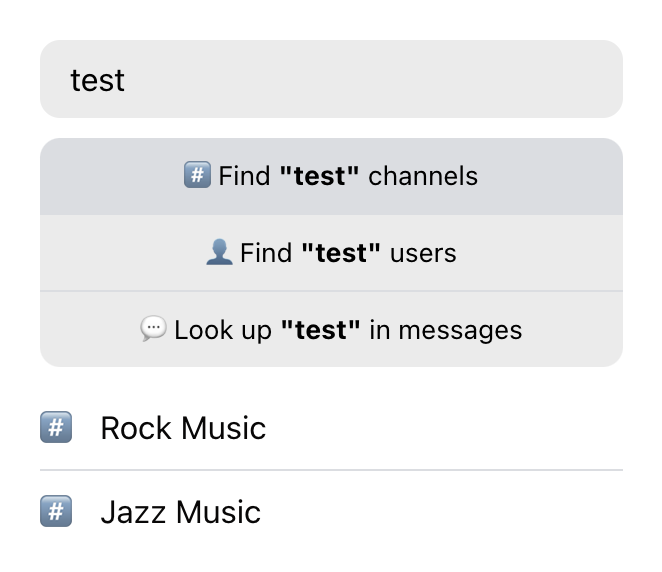 test
#️⃣ Find "test" channels
👤 Find "test" users
💬 Look up "test" in messages
#️⃣ Rock Music
#️⃣ Jazz Music